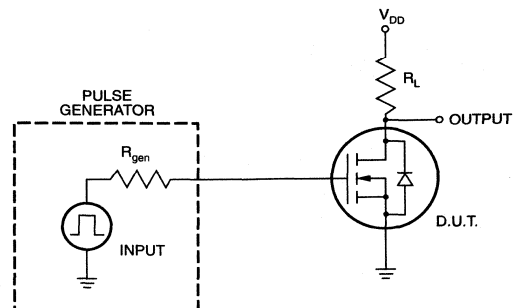 V_DD
R_L
PULSE
GENERATOR
OUTPUT
R_gen
D.U.T.
INPUT